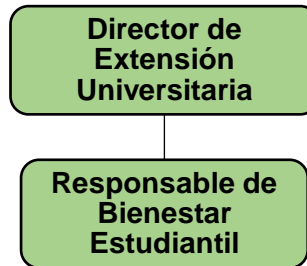 Director de
Extensión
Universitaria
Responsable de
Bienestar
Estudiantil